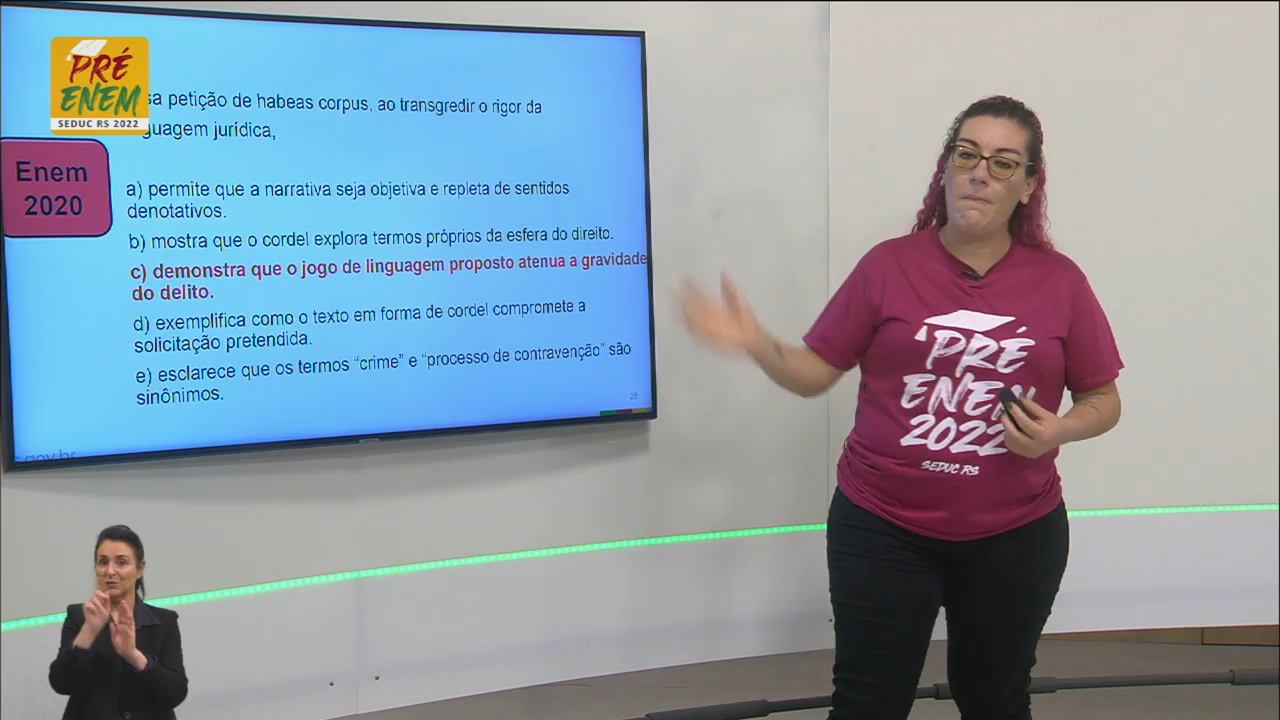 PRÉ
ENEM
SEDUC RS 2022
sa petição de habeas corpus, ao transgredir o rigor da
guagem jurídica,
Enem
2020
a) permite que a narrativa seja objetiva e repleta de sentidos
denotativos.
b) mostra que o cordel explora termos próprios da esfera do direito.
c) demonstra que o jogo de linguagem proposto atenua a gravidade
do delito.
d) exemplifica como o texto em forma de cordel compromete a
solicitação pretendida.
e) esclarece que os termos “crime” e “processo de contravenção” são
sinônimos.
s.gov.br
PRÉ
ENEM
2022
SEDUC RS